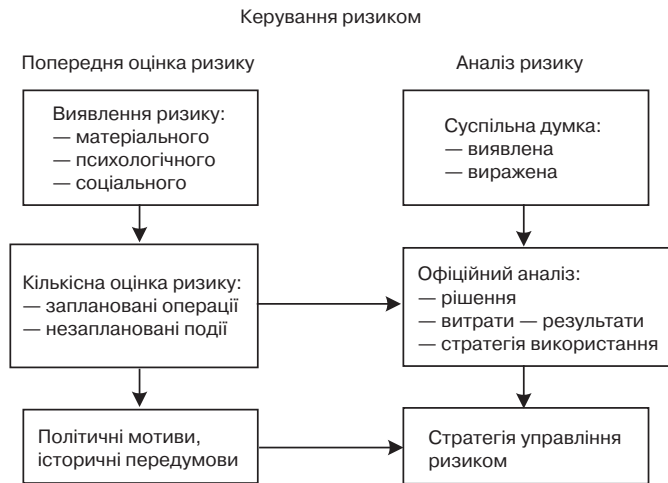 Керування ризиком
Попередня оцінка ризику
Аналіз ризику
Виявлення ризику:
— матеріального
— психологічного
— соціального
Суспільна думка:
— виявлена
— виражена
Кількісна оцінка ризику:
— заплановані операції
— незаплановані події
Офіційний аналіз:
— рішення
— витрати — результати
— стратегія використання
Політичні мотиви,
історичні передумови
Стратегія управління
ризиком